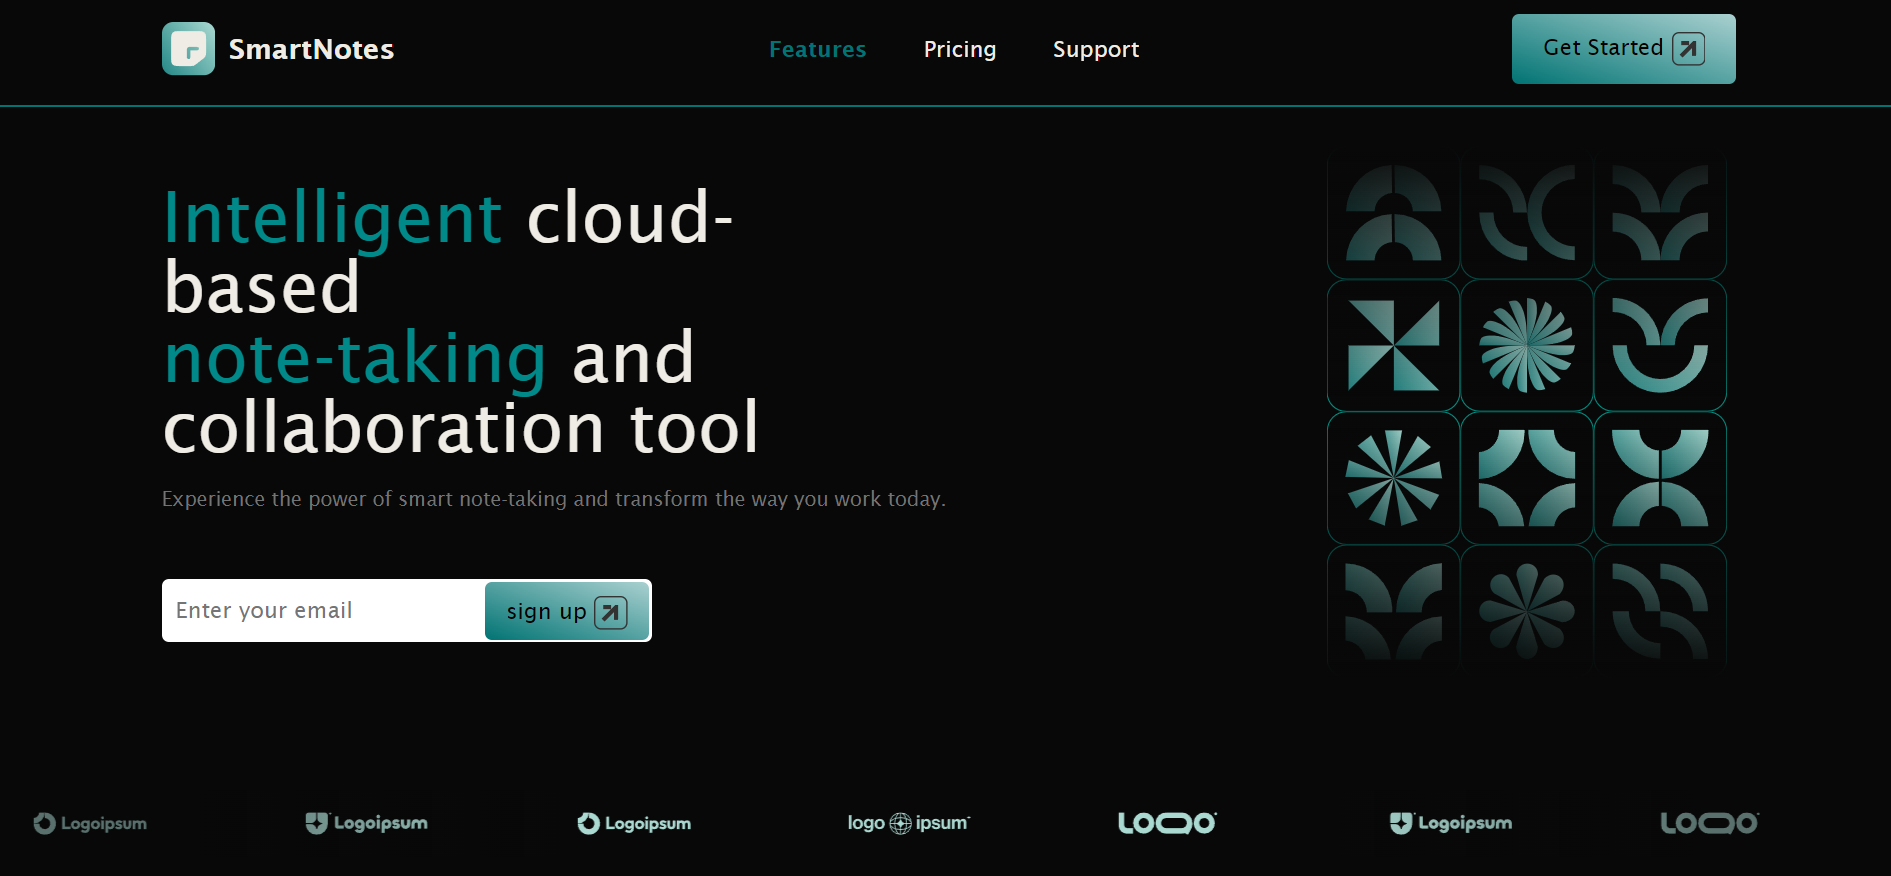 SmartNotes
Features
Pricing
Support
Get Started
Intelligent cloud-
based
note-taking and
collaboration tool
Experience the power of smart note-taking and transform the way you work today.
Enter your email
sign up
Logoipsum
Logoipsum
Logoipsum
logo ipsum
LOGO
Logoipsum
LOGO